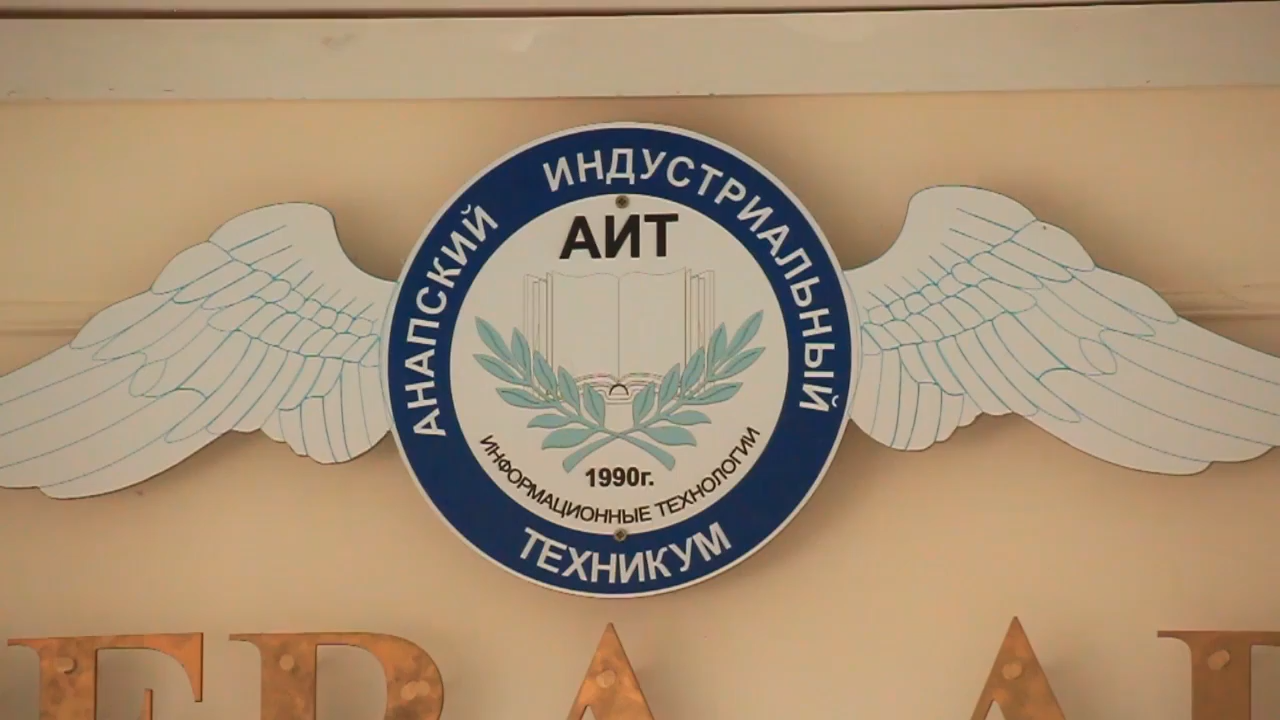 АНАПСКИЙ ИНДУСТРИАЛЬНЫЙ
АИТ
1990г.
ИНФОРМАЦИОННЫЕ ТЕХНОЛОГИИ
ТЕХНИКУМ